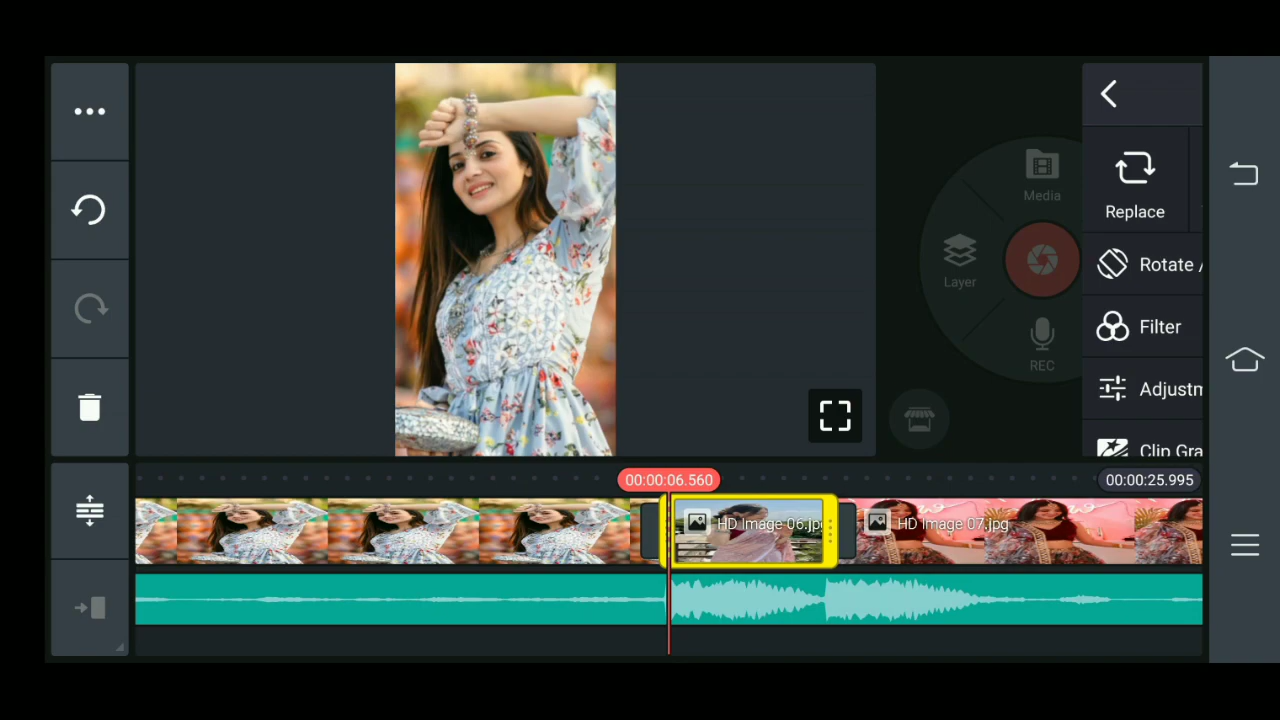 Media
Layer
REC
Replace
Rotate /
Filter
Adjustm
Clip Gra
00:00:06.560
00:00:25.995
HD Image 06.jp
HD Image 07.jpg